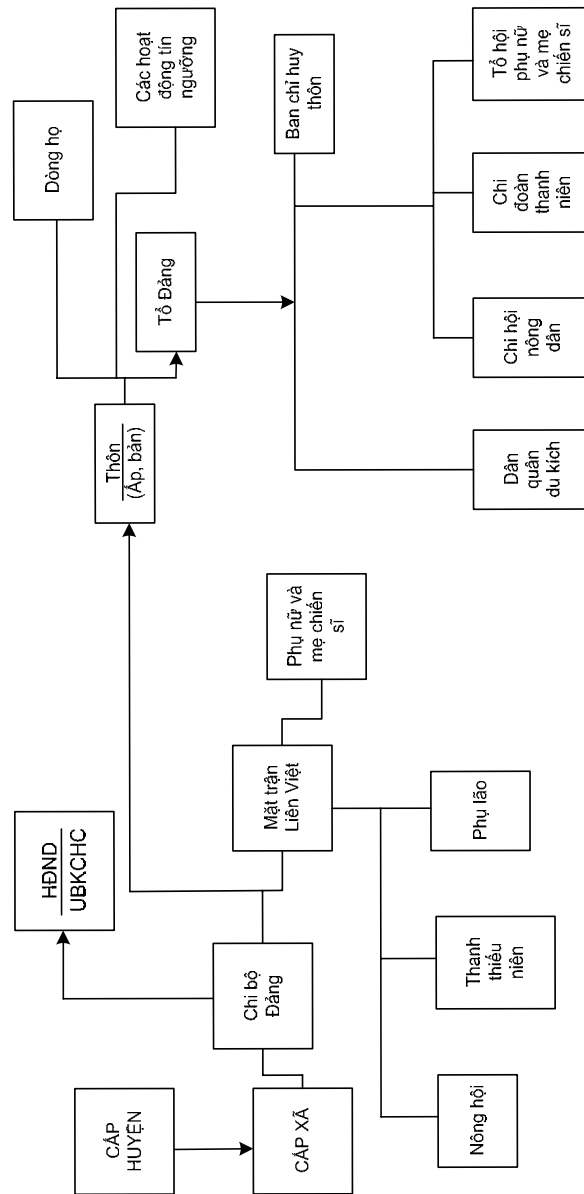 CẤP
HUYỆN
CẤP XÃ
Chi bộ
Đảng
HĐND
UBKCHC
Mặt trận
Liên Việt
Phụ nữ và
mẹ chiến
sĩ
Nông hội
Thanh
thiếu
niên
Phụ lão
Thôn
(Ấp, bản)
Dòng họ
Các hoạt
động tín
ngưỡng
Tổ Đảng
Ban chỉ huy
thôn
Dân
quân
du kích
Chi hội
nông
dân
Chi
đoàn
thanh
niên
Tổ hội
phụ nữ
và mẹ
chiến sĩ